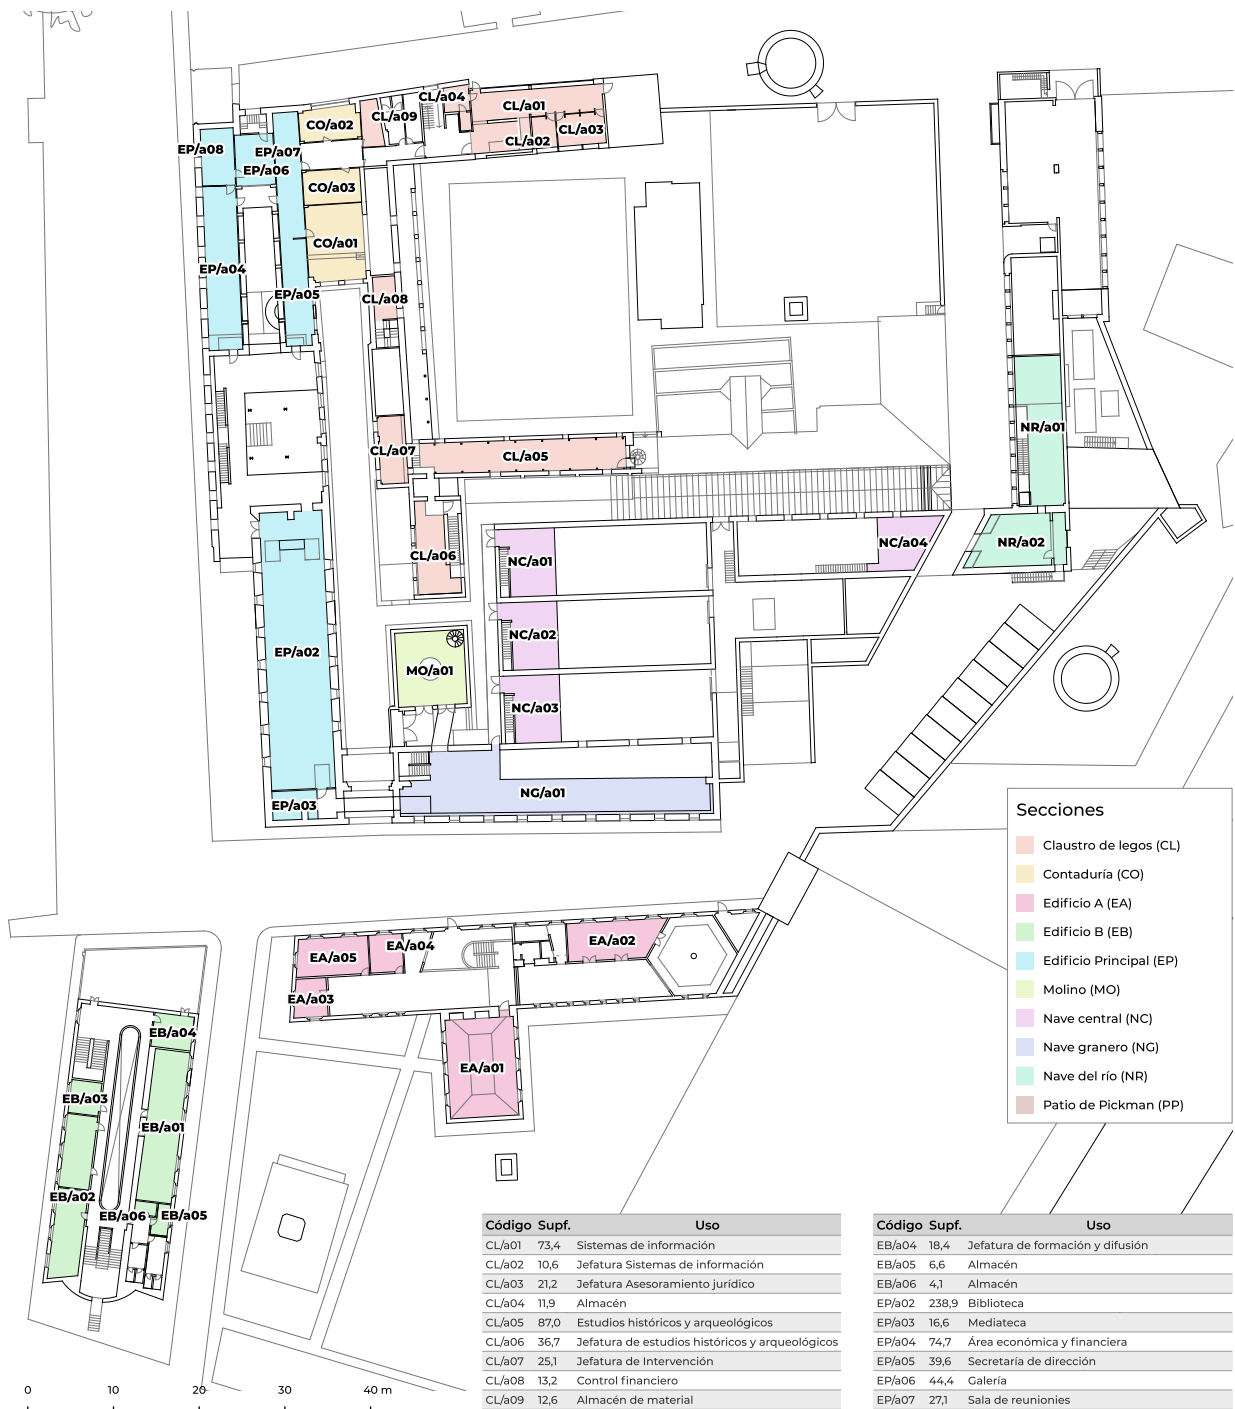 CL/a04
CL/a01
CL/a09
CO/a02
CL/a03
CL/a02
EP/a08
EP/a07
EP/a06
CO/a03
CO/a01
EP/a04
EP/a05
CL/a08
NR/a01
CL/a07
CL/a05
NC/a04
NR/a02
CL/a06
NC/a01
NC/a02
EP/a02
MO/a01
NC/a03
NG/a01
EP/a03
Secciones
Claustro de legos (CL)
Contaduría (CO)
Edificio A (EA)
Edificio B (EB)
Edificio Principal (EP)
Molino (MO)
Nave central (NC)
Nave granero (NG)
Nave del río (NR)
Patio de Pickman (PP)
EA/a02
EA/a04
EA/a05
EA/a03
EA/a01
EB/a04
EB/a03
EB/a01
EB/a02
EB/a06
EB/a05
Código Supf. Uso
CL/a01 73,4 Sistemas de información
CL/a02 10,6 Jefatura Sistemas de información
CL/a03 21,2 Jefatura Asesoramiento jurídico
CL/a04 11,9 Almacén
CL/a05 87,0 Estudios históricos y arqueológicos
CL/a06 36,7 Jefatura de estudios históricos y arqueológicos
CL/a07 25,1 Jefatura de Intervención
CL/a08 13,2 Control financiero
CL/a09 12,6 Almacén de material
Código Supf. Uso
EB/a04 18,4 Jefatura de formación y difusión
EB/a05 6,6 Almacén
EB/a06 4,1 Almacén
EP/a02 238,9 Biblioteca
EP/a03 16,6 Mediateca
EP/a04 74,7 Área económica y financiera
EP/a05 39,6 Secretaría de dirección
EP/a06 44,4 Galería
EP/a07 27,1 Sala de reunionies
0 10 20 30 40 m